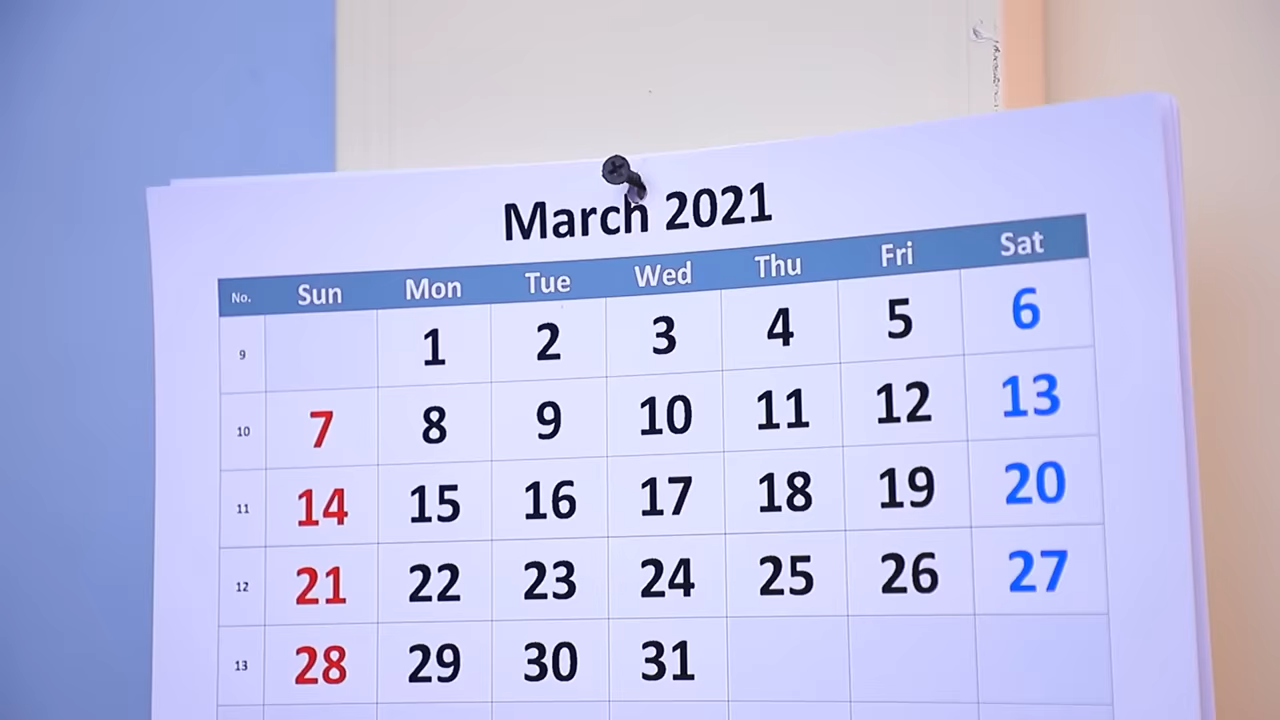 March 2021
No. Sun Mon Tue Wed Thu Fri Sat
9 1 2 3 4 5 6
10 7 8 9 10 11 12 13
11 14 15 16 17 18 19 20
12 21 22 23 24 25 26 27
13 28 29 30 31